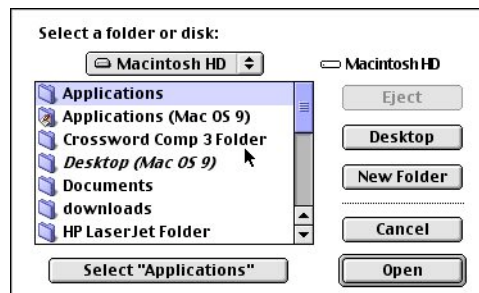 Select a folder or disk:
Macintosh HD
Macintosh HD
Applications
Applications (Mac OS 9)
Crossword Comp 3 Folder
Desktop (Mac OS 9)
Documents
downloads
HP LaserJet Folder
Eject
Desktop
New Folder
Cancel
Select "Applications"
Open